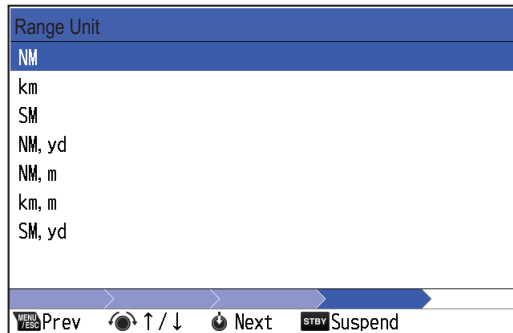 Range Unit
NM
km
SM
NM, yd
NM, m
km, m
SM, yd
MENU/ESC Prev ↑/↓ Next STBY Suspend